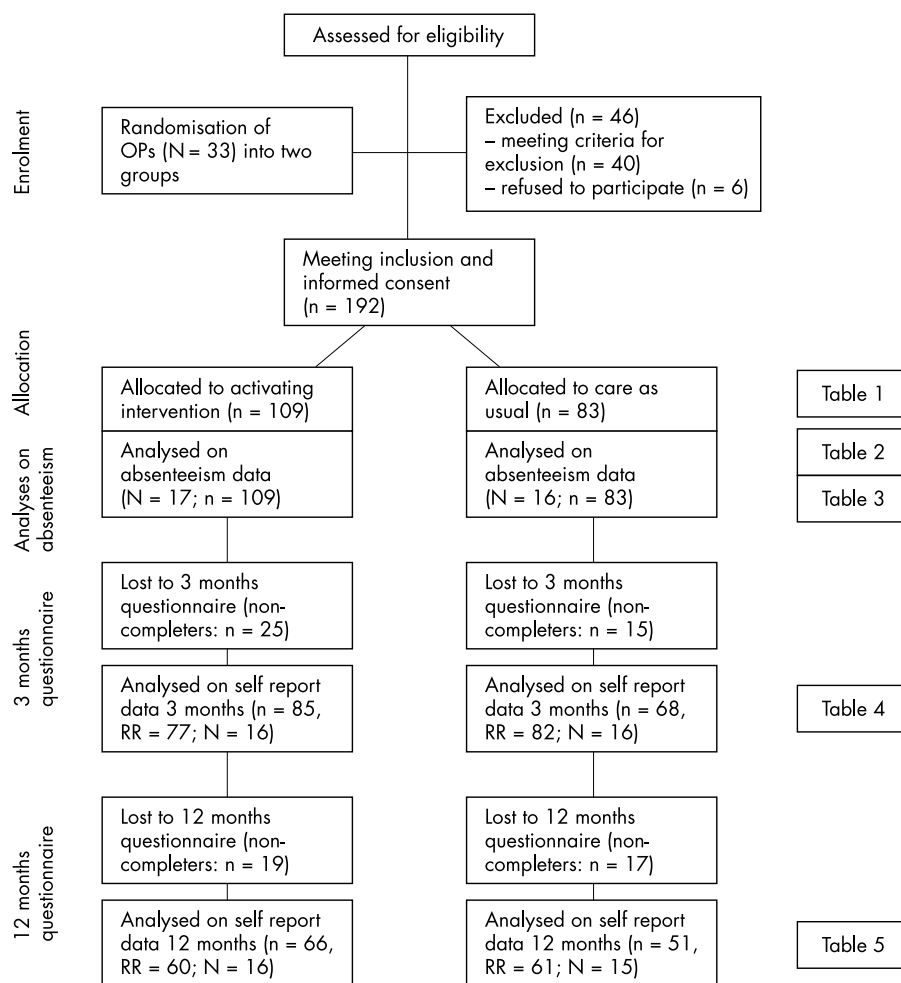 Assessed for eligibility
Enrolment
Randomisation of
OPs (N = 33) into two
groups
Excluded (n = 46)
– meeting criteria for
exclusion (n = 40)
– refused to participate (n = 6)
Meeting inclusion and
informed consent
(n = 192)
Allocation
Allocated to activating
intervention (n = 109)
Allocated to care as
usual (n = 83)
Table 1
Analyses on
absenteeism
Analysed on
absenteeism data
(N = 17; n = 109)
Analysed on
absenteeism data
(N = 16; n = 83)
Table 2
Table 3
3 months
questionnaire
Lost to 3 months
questionnaire (non-
completers: n = 25)
Lost to 3 months
questionnaire (non-
completers: n = 15)
Analysed on self report
data 3 months (n = 85,
RR = 77; N = 16)
Analysed on self report
data 3 months (n = 68,
RR = 82; N = 16)
Table 4
12 months
questionnaire
Lost to 12 months
questionnaire (non-
completers: n = 19)
Lost to 12 months
questionnaire (non-
completers: n = 17)
Analysed on self report
data 12 months (n = 66,
RR = 60; N = 16)
Analysed on self report
data 12 months (n = 51,
RR = 61; N = 15)
Table 5